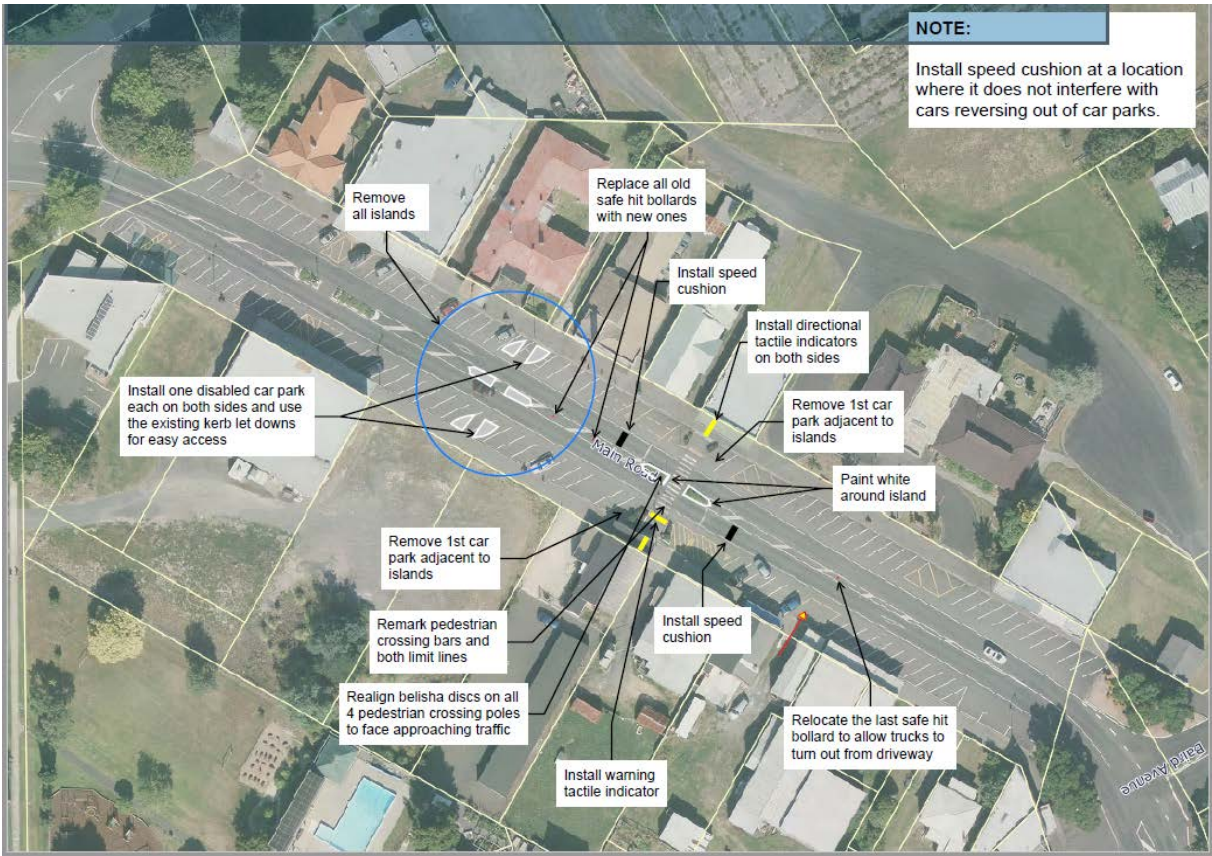 NOTE:
Install speed cushion at a location
where it does not interfere with
cars reversing out of car parks.
Remove
all islands
Replace all old
safe hit bollards
with new ones
Install speed
cushion
Install directional
tactile indicators
on both sides
Install one disabled car park
each on both sides and use
the existing kerb let downs
for easy access
Remove 1st car
park adjacent to
islands
Main Road
Paint white
around island
Remove 1st car
park adjacent to
islands
Remark pedestrian
crossing bars and
both limit lines
Install speed
cushion
Realign belisha discs on all
4 pedestrian crossing poles
to face approaching traffic
Relocate the last safe hit
bollard to allow trucks to
turn out from driveway
Install warning
tactile indicator
Baird Avenue